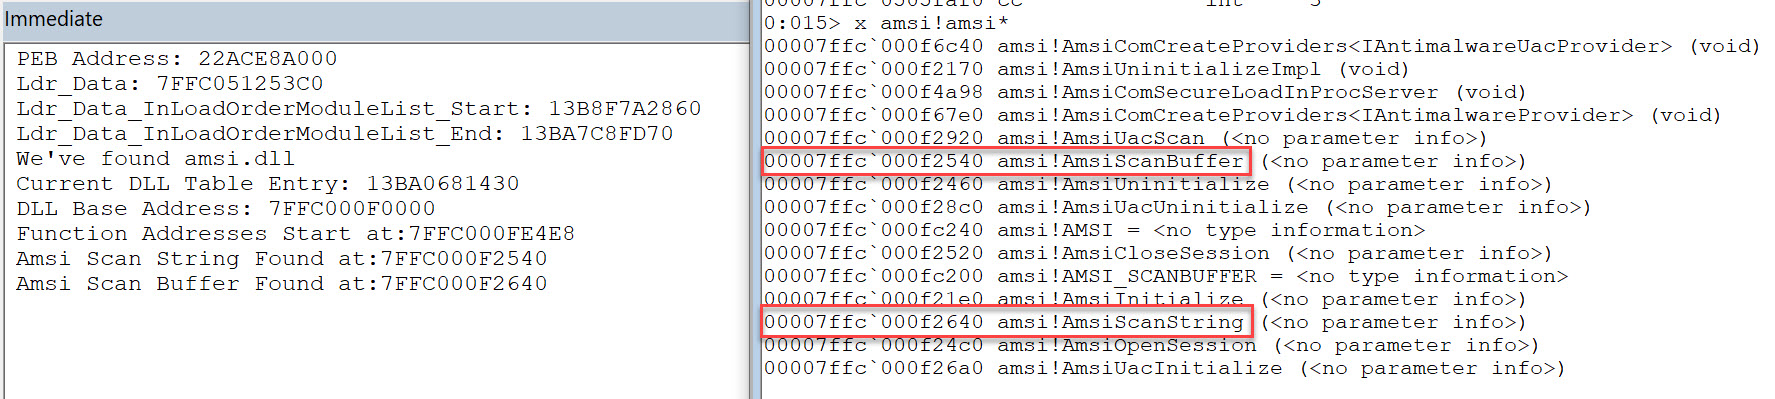 Immediate
PEB Address: 22ACE8A000
Ldr_Data: 7FFC051253C0
Ldr_Data_InLoadOrderModuleList_Start: 13B8F7A2860
Ldr_Data_InLoadOrderModuleList_End: 13BA7C8FD70
We've found amsi.dll
Current DLL Table Entry: 13BA0681430
DLL Base Address: 7FFC000F0000
Function Addresses Start at:7FFC000FE4E8
Amsi Scan String Found at:7FFC000F2540
Amsi Scan Buffer Found at:7FFC000F2640
0:015> x amsi!amsi*
00007ffc`000f6c40 amsi!AmsiComCreateProviders<IAntimalwareUacProvider> (void)
00007ffc`000f2170 amsi!AmsiUninitializeImpl (void)
00007ffc`000f4a98 amsi!AmsiComSecureLoadInProcServer (void)
00007ffc`000f67e0 amsi!AmsiComCreateProviders<IAntimalwareProvider> (void)
00007ffc`000f2920 amsi!AmsiUacScan (<no parameter info>)
00007ffc`000f2540 amsi!AmsiScanBuffer (<no parameter info>)
00007ffc`000f2460 amsi!AmsiUninitialize (<no parameter info>)
00007ffc`000f28c0 amsi!AmsiUacUninitialize (<no parameter info>)
00007ffc`000fc240 amsi!AMSI = <no type information>
00007ffc`000f2520 amsi!AmsiCloseSession (<no parameter info>)
00007ffc`000fc200 amsi!AMSI_SCANBUFFER = <no type information>
00007ffc`000f21e0 amsi!AmsiInitialize (<no parameter info>)
00007ffc`000f2640 amsi!AmsiScanString (<no parameter info>)
00007ffc`000f24c0 amsi!AmsiOpenSession (<no parameter info>)
00007ffc`000f26a0 amsi!AmsiUacInitialize (<no parameter info>)